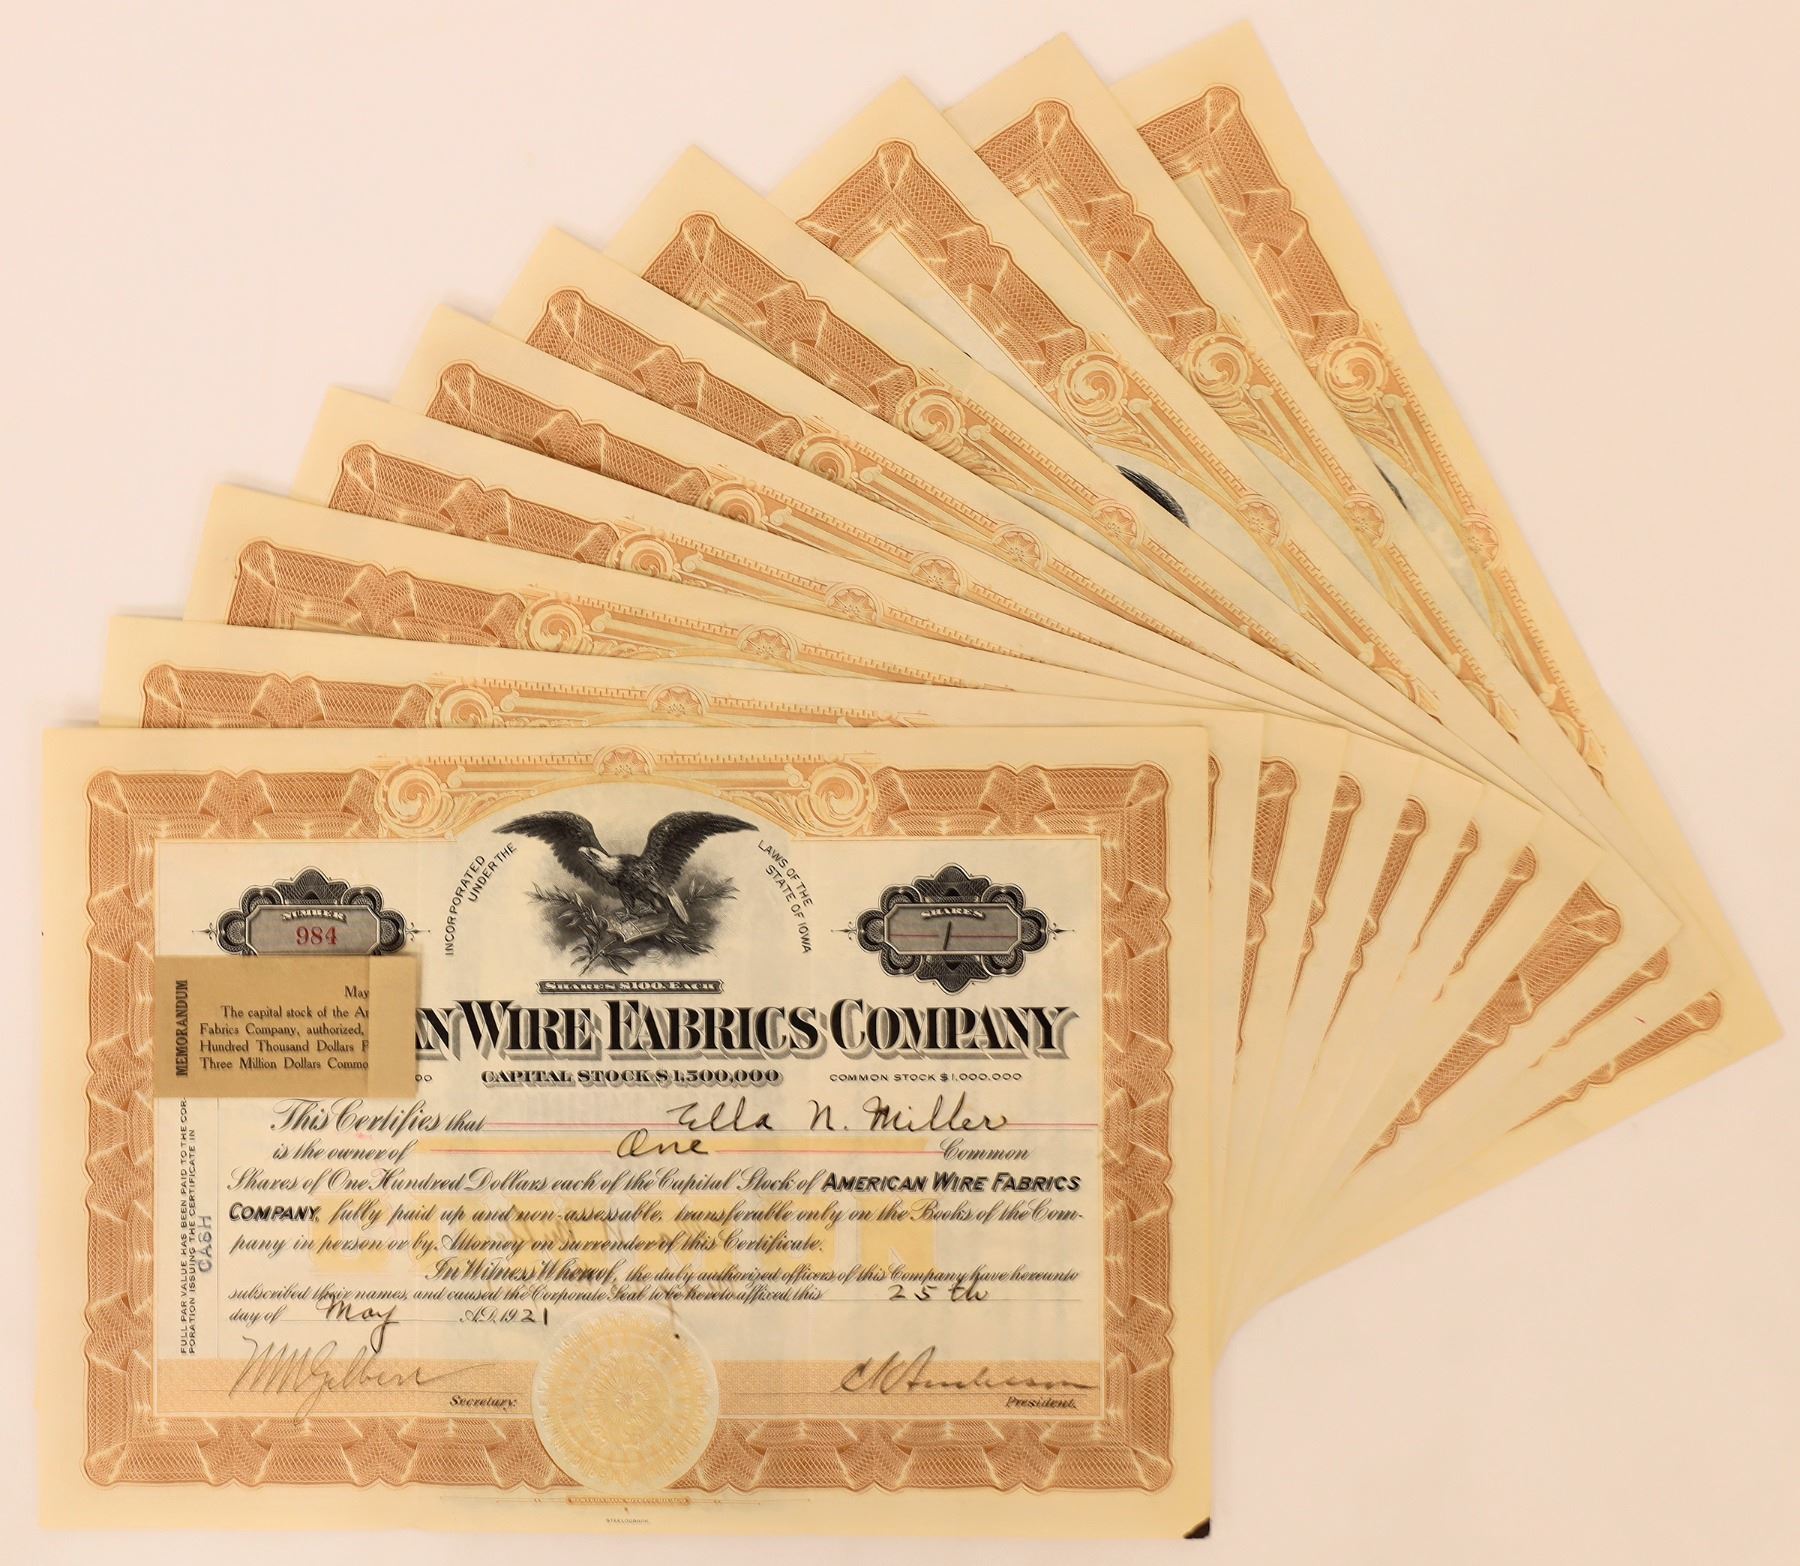 INCORPORATED
UNDER THE
LAWS OF THE
STATE OF IOWA
NUMBER
984
SHARES
1
SHARES $100. EACH
MEMORANDUM
May
The capital stock of the
Fabrics Company, authorized,
Hundred Thousand Dollars
Three Million Dollars
AN WIRE FABRICS COMPANY
CAPITAL STOCK $1,500,000
COMMON STOCK $1,000,000
This Certifies that Ella N. Miller
is the owner of One Common
Shares of One Hundred Dollars each of the Capital Stock of AMERICAN WIRE FABRICS
COMPANY, fully paid up and non-assessable, transferable only on the Books of the Com-
pany in person or by Attorney on surrender of this Certificate.
In Witness Whereof, the duly authorized officers of this Company have hereunto
subscribed their names, and caused the Corporate Seal to be hereto affixed, this 25th
day of May A.D. 1921
FULL PAR VALUE HAS BEEN PAID TO THE COR-
PORATION ISSUING THE CERTIFICATE IN
CASH
W M Gilbert
Secretary.
President.
STEELOGRAPH.